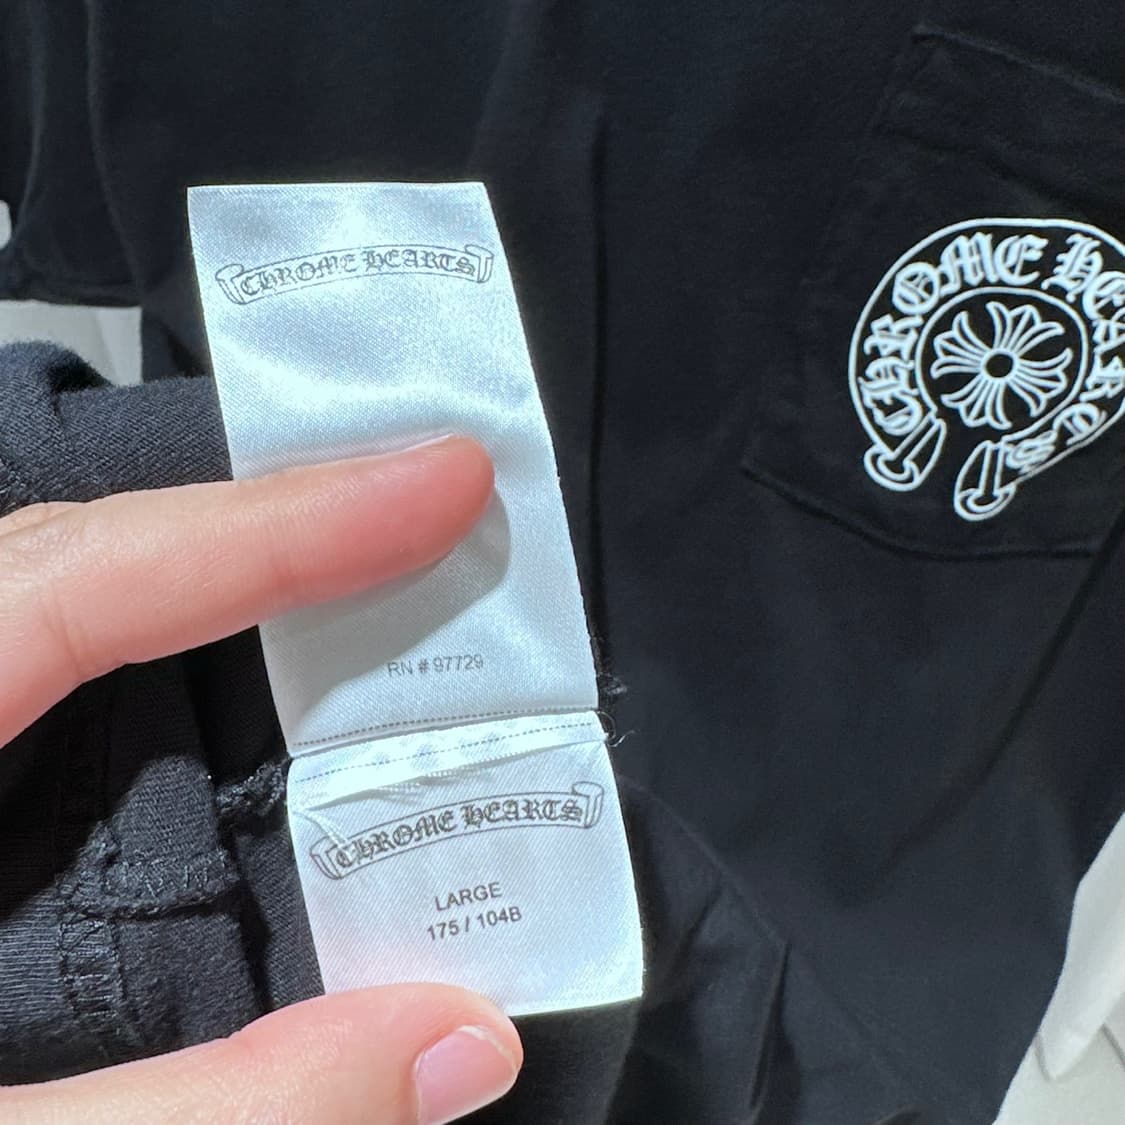 CHROME HEARTS
RN # 97729
CHROME HEARTS
LARGE
175 / 104B
CHROME HEARTS